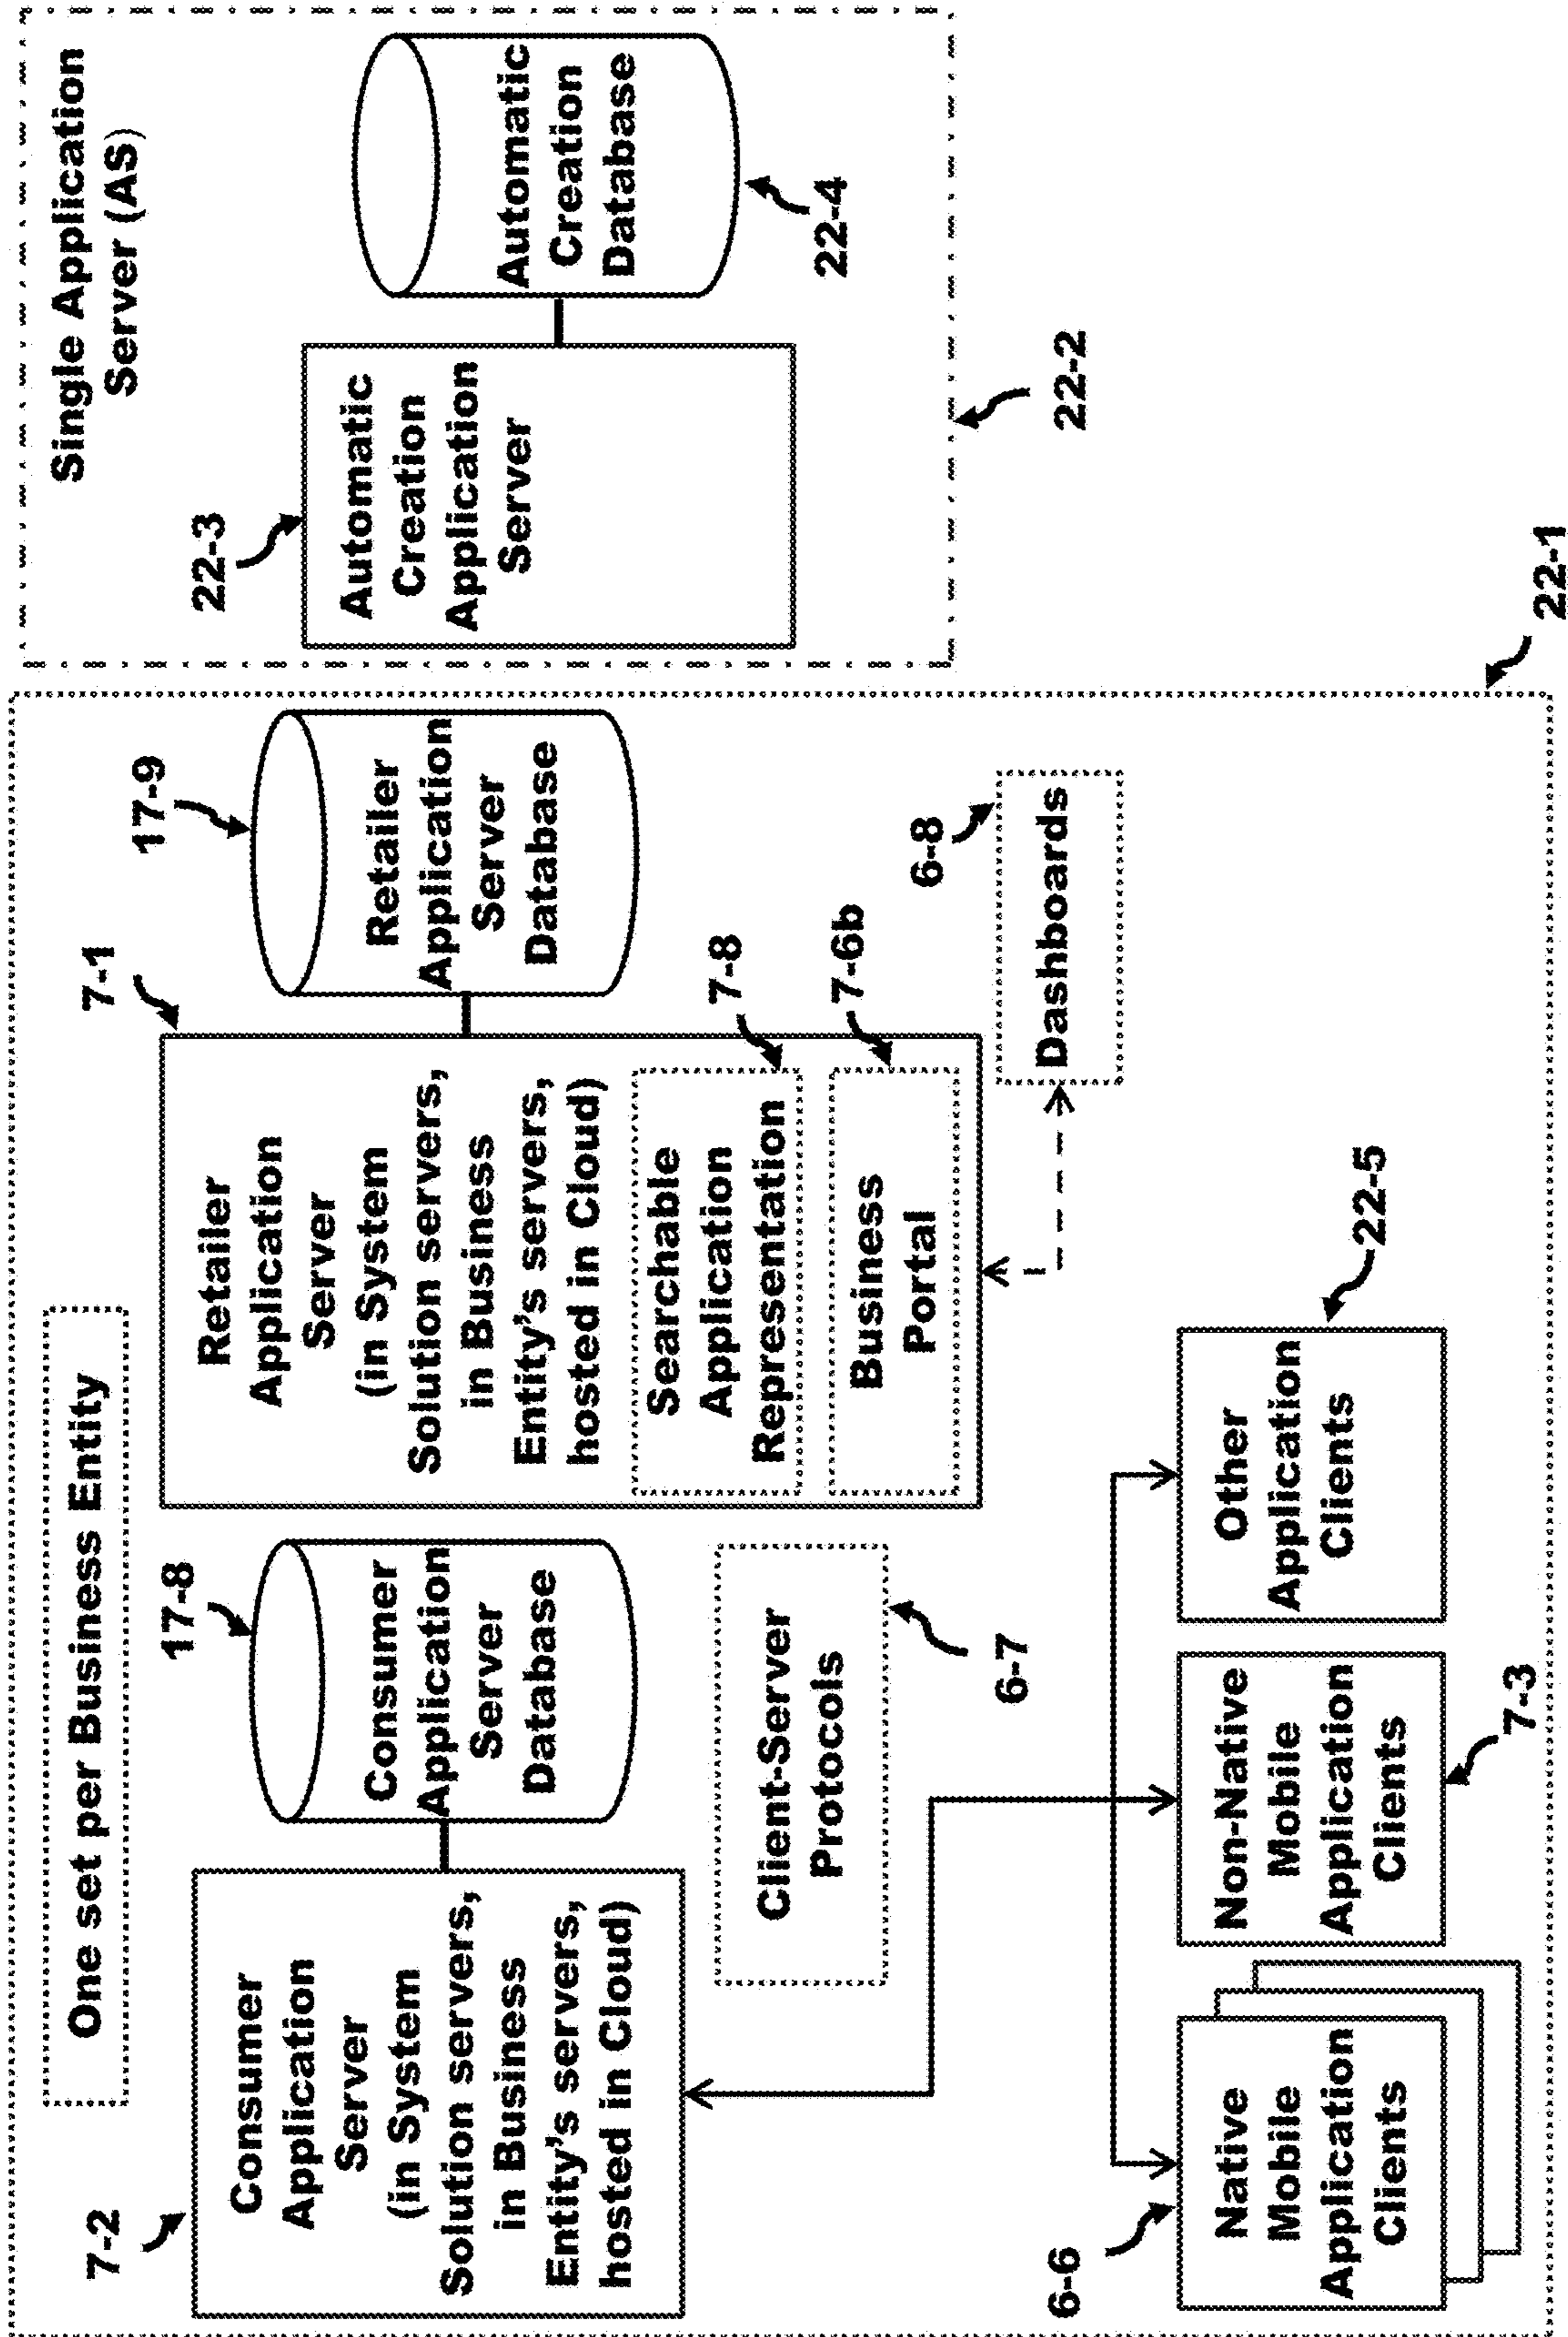 One set per Business Entity
7-2
Consumer
Application
Server
(in System
Solution servers,
in Business
Entity's servers,
hosted in Cloud)
17-8
Consumer
Application
Server
Database
7-1
Retailer
Application
Server
(in System
Solution servers,
in Business
Entity's servers,
hosted in Cloud)
Searchable
Application
Representation
7-8
Business
Portal
7-6b
17-9
Retailer
Application
Server
Database
6-8
Dashboards
Client-Server
Protocols
6-7
6-6
Native
Mobile
Application
Clients
Non-Native
Mobile
Application
Clients
7-3
Other
Application
Clients
22-5
22-1
Single Application
Server (AS)
22-3
Automatic
Creation
Application
Server
Automatic
Creation
Database
22-4
22-2